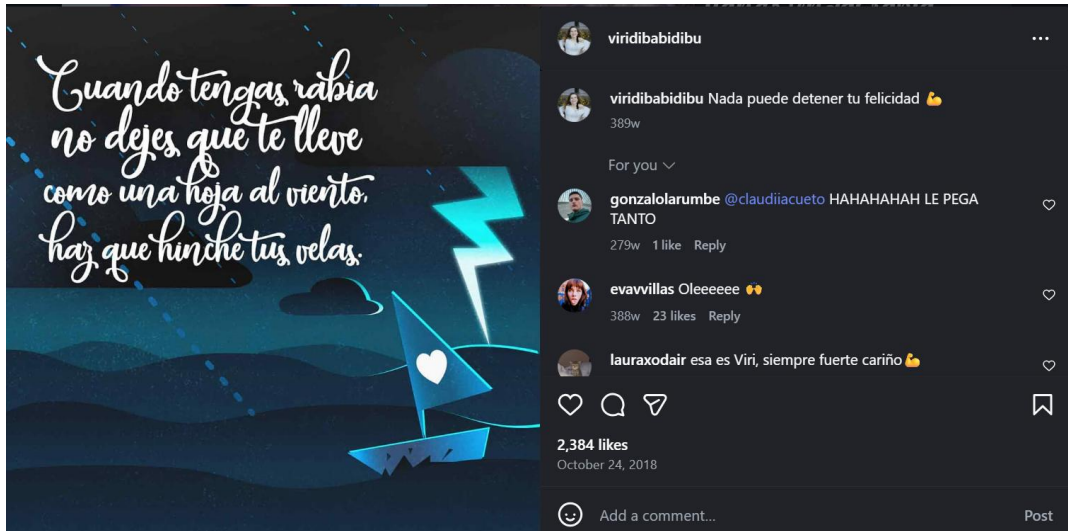 Cuando tengas rabia
no dejes que te lleve
como una hoja al viento,
haz que hinche tus velas.
viridibabidibu
viridibabidibu Nada puede detener tu felicidad 💪
389w
For you
gonzalolarumbe @claudiiacueto HAHAHAHAH LE PEGA
TANTO
279w 1 like Reply
evavvillas Oleeeeee 🙌
388w 23 likes Reply
lauraxodair esa es Viri, siempre fuerte cariño💪
2,384 likes
October 24, 2018
Add a comment...
Post